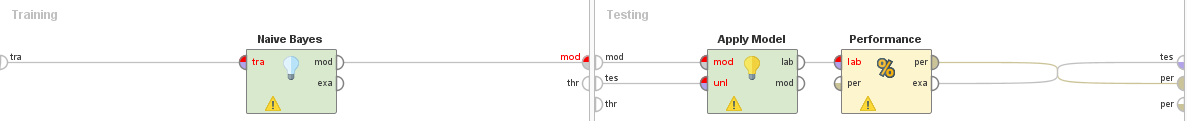 Training
Testing
Naive Bayes
Apply Model
Performance
tra
tra
mod
exa
mod
thr
mod
tes
thr
mod
unl
lab
mod
lab
per
%
per
exa
tes
per
per